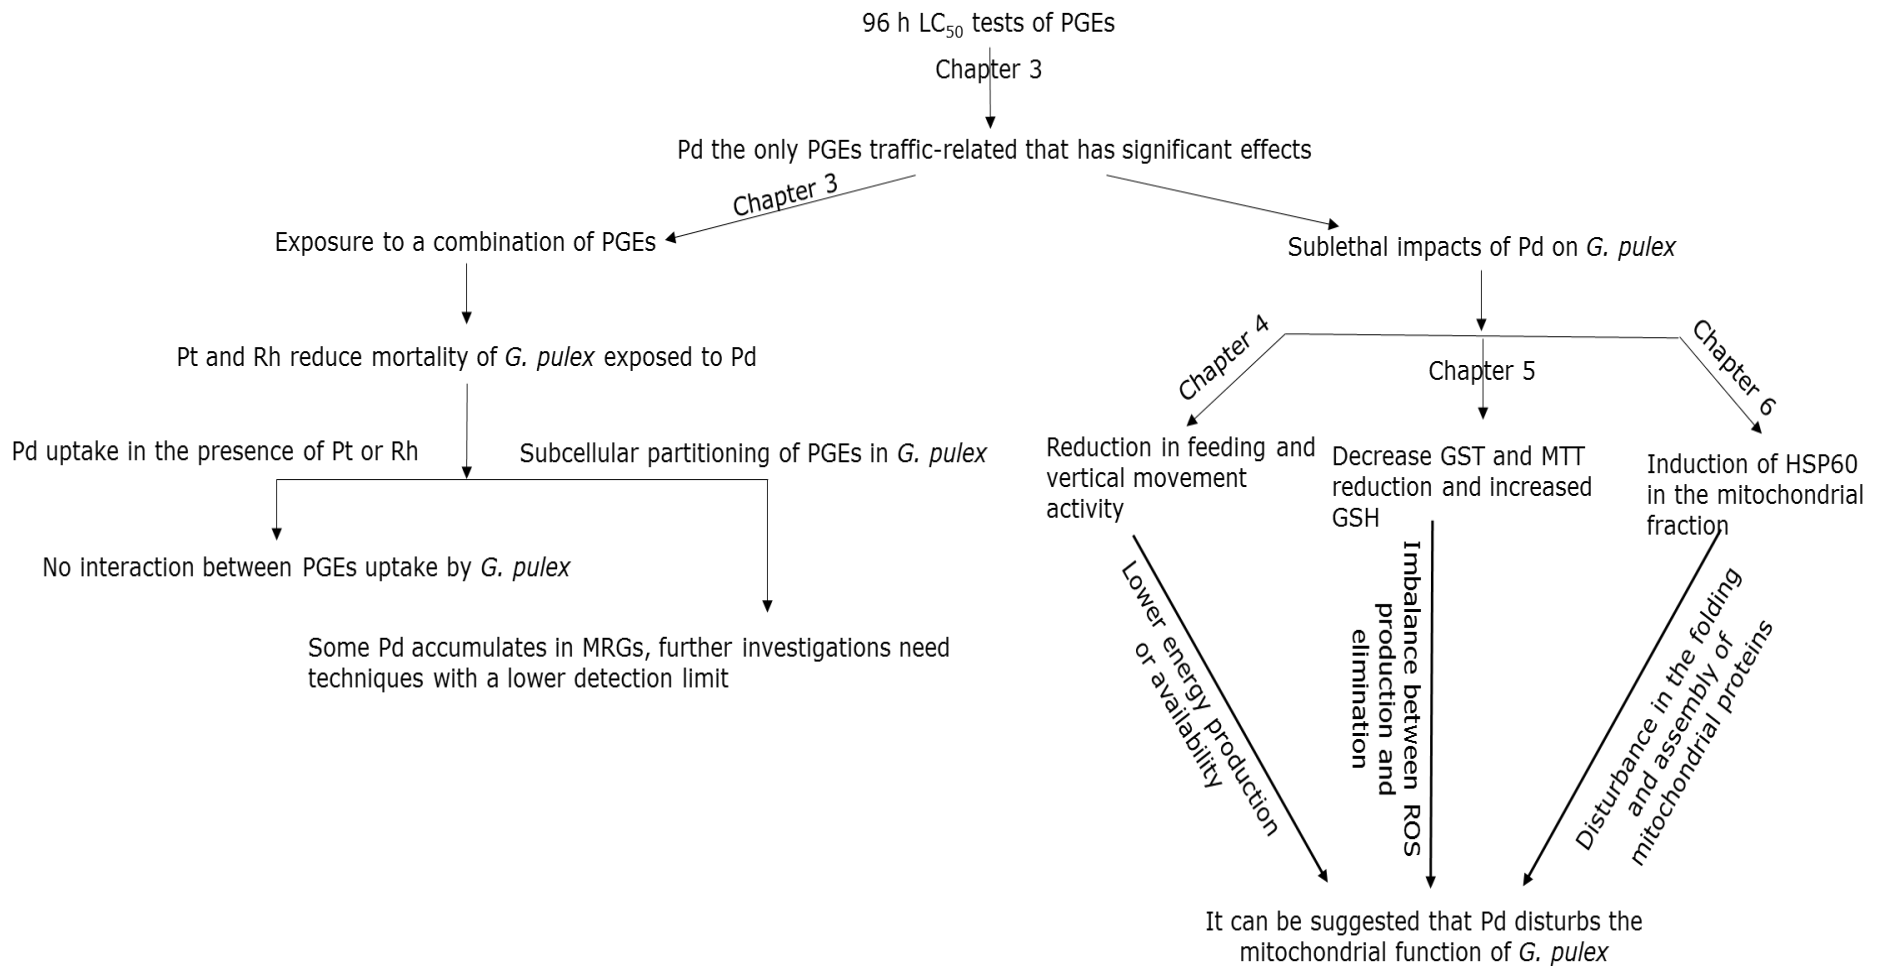 96 h LC50 tests of PGEs
Chapter 3
Pd the only PGEs traffic-related that has significant effects
Chapter 3
Exposure to a combination of PGEs
Pt and Rh reduce mortality of G. pulex exposed to Pd
Pd uptake in the presence of Pt or Rh
Subcellular partitioning of PGEs in G. pulex
No interaction between PGEs uptake by G. pulex
Some Pd accumulates in MRGs, further investigations need
techniques with a lower detection limit
Sublethal impacts of Pd on G. pulex
Chapter 4
Chapter 5
Chapter 6
Reduction in feeding and
vertical movement
activity
Decrease GST and MTT
reduction and increased
GSH
Induction of HSP60
in the mitochondrial
fraction
Lower energy production
or availability
Imbalance between ROS
production and
elimination
Disturbance in the folding
and assembly of
mitochondrial proteins
It can be suggested that Pd disturbs the
mitochondrial function of G. pulex